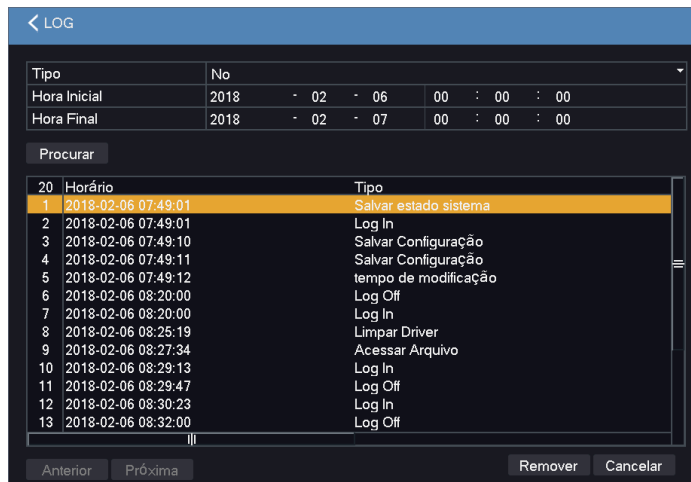 LOG
Tipo No
Hora Inicial 2018 - 02 - 06 00 : 00 : 00
Hora Final 2018 - 02 - 07 00 : 00 : 00
Procurar
20 Horário Tipo
1 2018-02-06 07:49:01 Salvar estado sistema
2 2018-02-06 07:49:01 Log In
3 2018-02-06 07:49:10 Salvar Configuração
4 2018-02-06 07:49:11 Salvar Configuração
5 2018-02-06 07:49:12 tempo de modificação
6 2018-02-06 08:20:00 Log Off
7 2018-02-06 08:20:00 Log In
8 2018-02-06 08:25:19 Limpar Driver
9 2018-02-06 08:27:34 Acessar Arquivo
10 2018-02-06 08:29:13 Log In
11 2018-02-06 08:29:47 Log Off
12 2018-02-06 08:30:23 Log In
13 2018-02-06 08:32:00 Log Off
Anterior Próxima Remover Cancelar